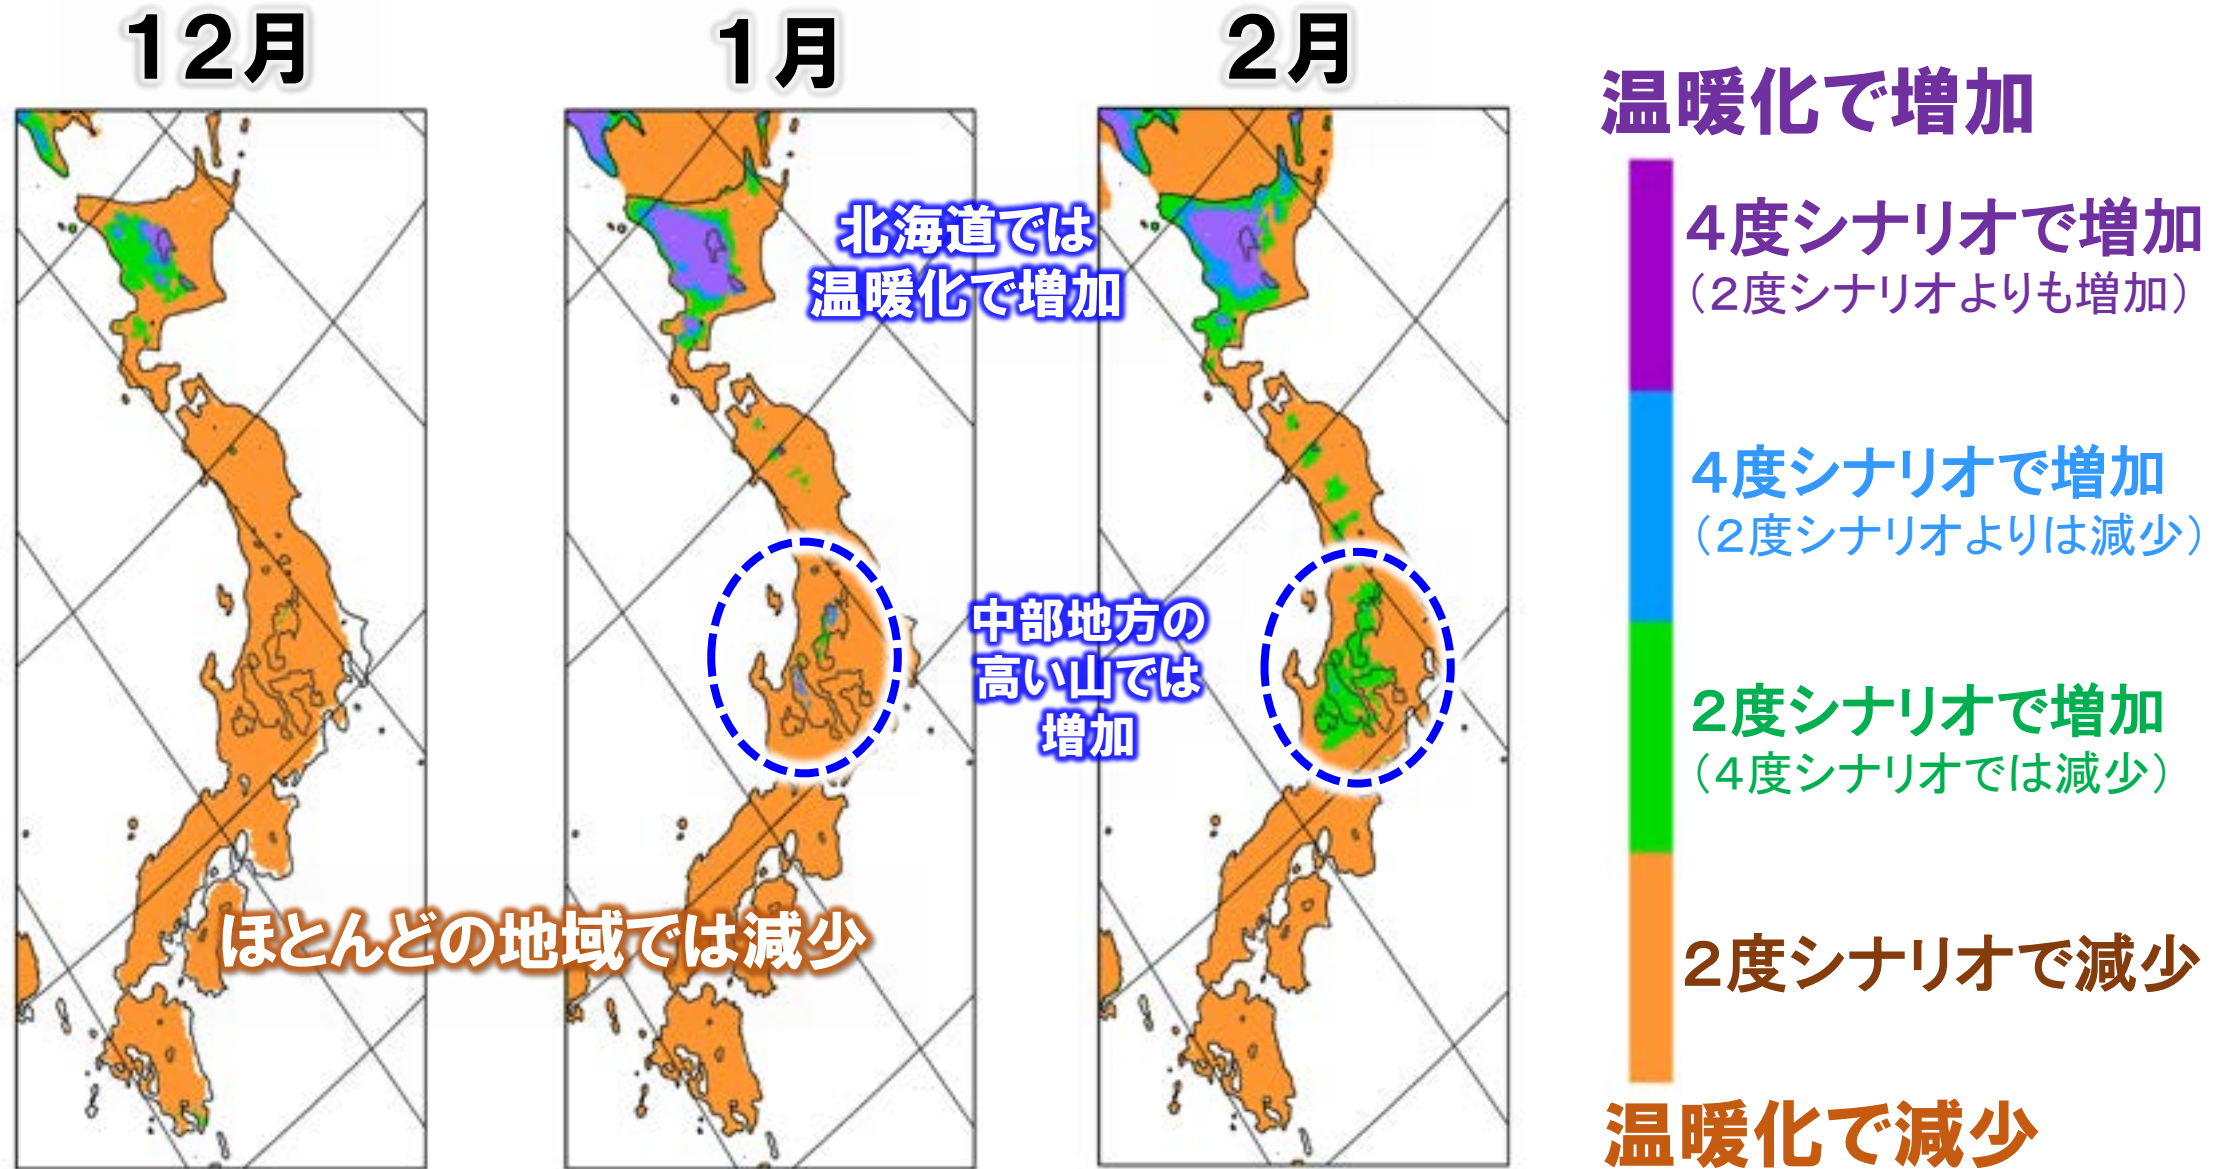 12月
1月
2月
北海道では
温暖化で増加
中部地方の
高い山では
増加
ほとんどの地域では減少
温暖化で増加
4度シナリオで増加
（2度シナリオよりも増加）
4度シナリオで増加
（2度シナリオよりは減少）
2度シナリオで増加
（4度シナリオでは減少）
2度シナリオで減少
温暖化で減少